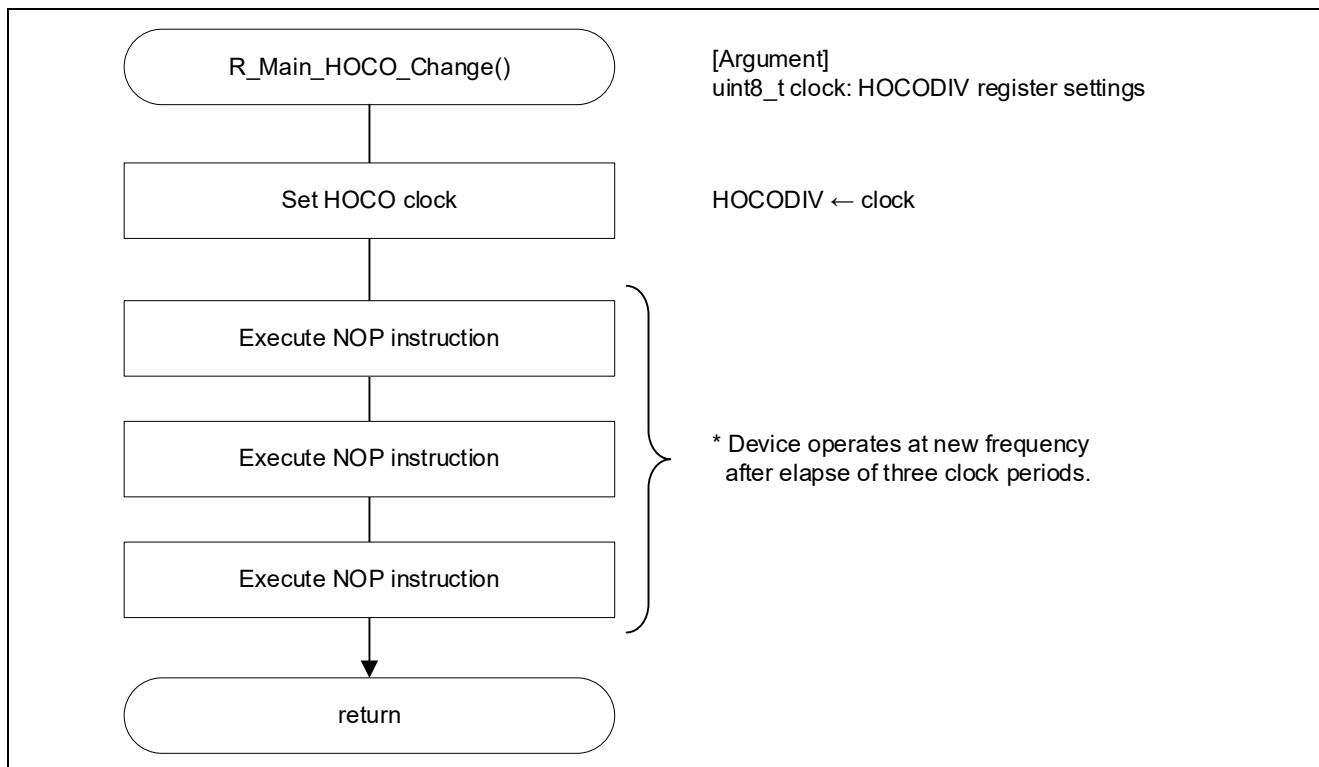 R_Main_HOCO_Change()
[Argument]
uint8_t clock: HOCODIV register settings
Set HOCO clock
HOCODIV ← clock
Execute NOP instruction
Execute NOP instruction
* Device operates at new frequency
after elapse of three clock periods.
Execute NOP instruction
return